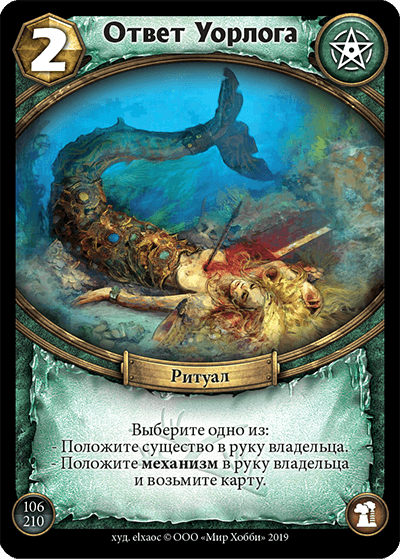 2
Ответ Уорлога
Ритуал
Выберите одно из:
- Положите существо в руку владельца.
- Положите механизм в руку владельца
и возьмите карту.
106
210
худ. elxaoc © ООО «Мир Хобби» 2019